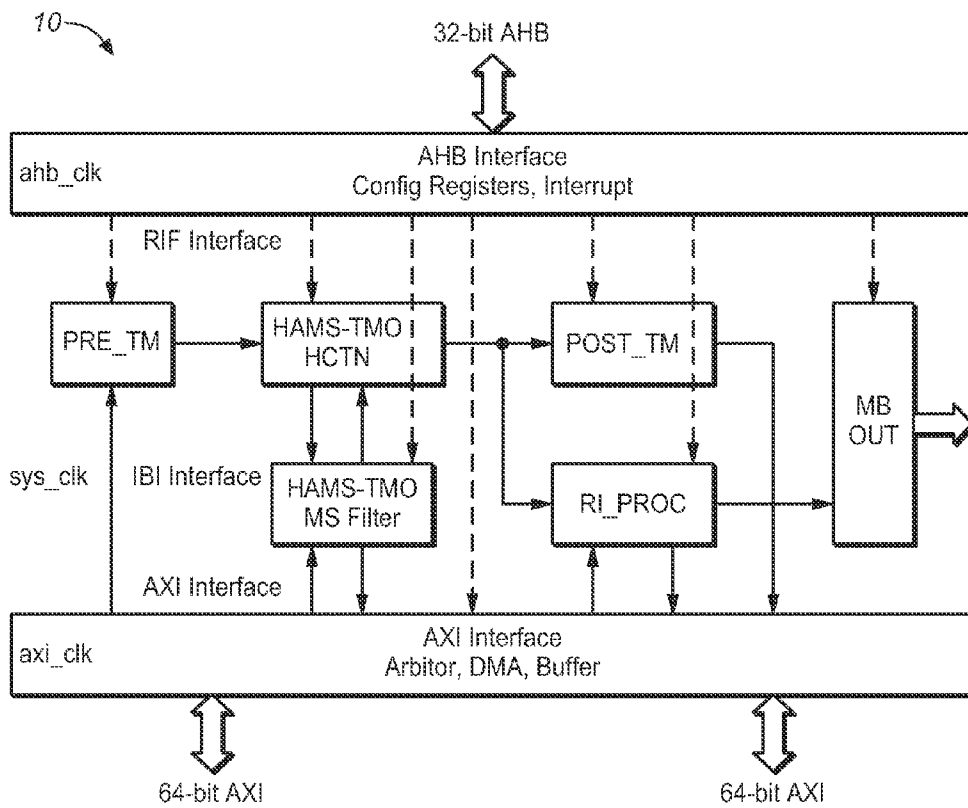 10
32-bit AHB
ahb_clk
AHB Interface
Config Registers, Interrupt
RIF Interface
PRE_TM
HAMS-TMO
HCTN
POST_TM
MB
OUT
sys_clk
IBI Interface
HAMS-TMO
MS Filter
RI_PROC
AXI Interface
axi_clk
AXI Interface
Arbitor, DMA, Buffer
64-bit AXI
64-bit AXI